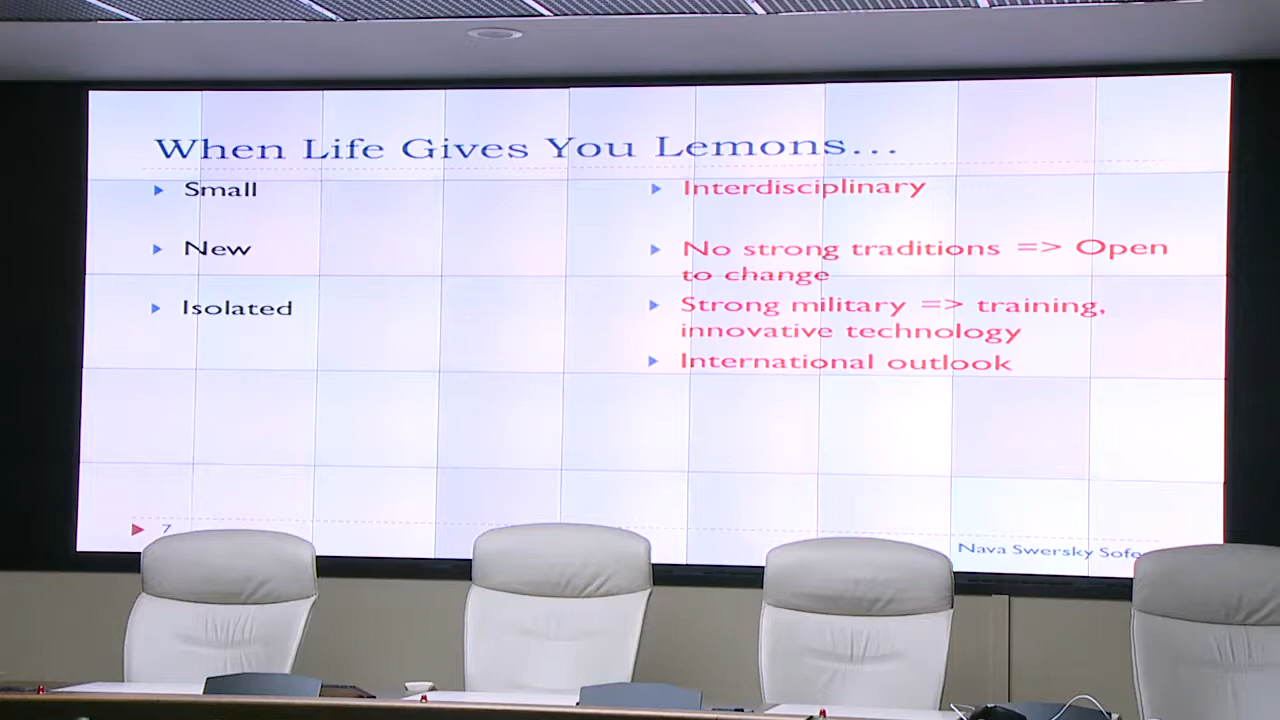 When Life Gives You Lemons...
Small
New
Isolated
Interdisciplinary
No strong traditions => Open
to change
Strong military => training,
innovative technology
International outlook
7
Nava Swersky